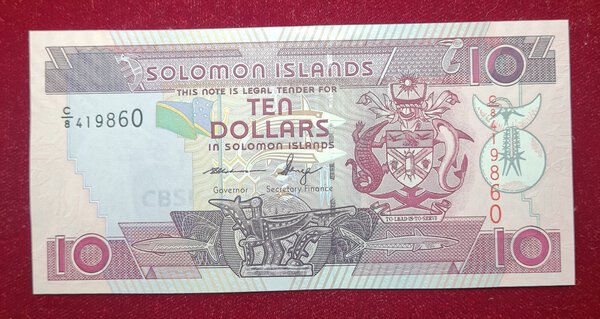 SOLOMON ISLANDS
10
THIS NOTE IS LEGAL TENDER FOR
C/8 419860
TEN
DOLLARS
IN SOLOMON ISLANDS
C/8 419860
Governor Secretary Finance
CBSI
TO LEAD IS TO SERVE
10
10